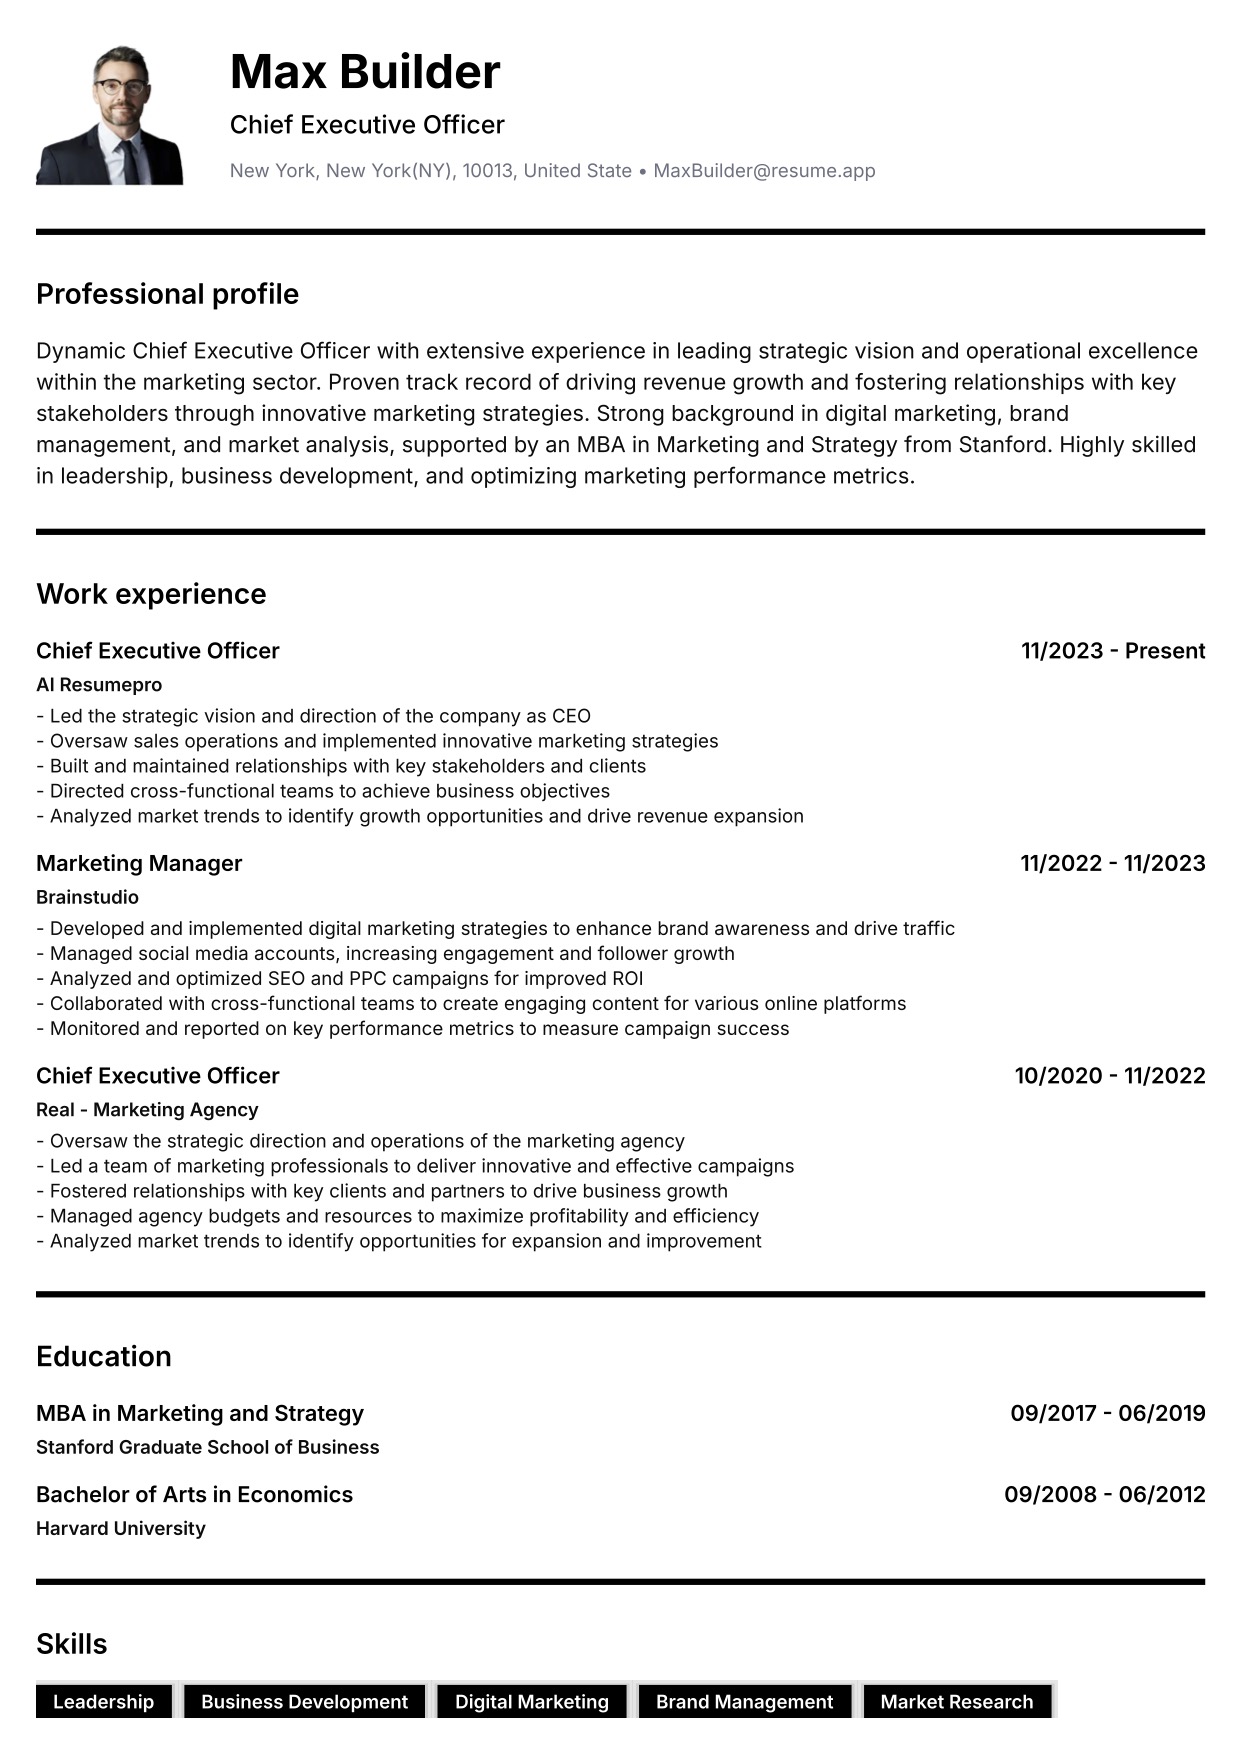 Max Builder
Chief Executive Officer
New York, New York(NY), 10013, United State • MaxBuilder@resume.app
Professional profile
Dynamic Chief Executive Officer with extensive experience in leading strategic vision and operational excellence
within the marketing sector. Proven track record of driving revenue growth and fostering relationships with key
stakeholders through innovative marketing strategies. Strong background in digital marketing, brand
management, and market analysis, supported by an MBA in Marketing and Strategy from Stanford. Highly skilled
in leadership, business development, and optimizing marketing performance metrics.
Work experience
Chief Executive Officer 11/2023 - Present
AI Resumepro
- Led the strategic vision and direction of the company as CEO
- Oversaw sales operations and implemented innovative marketing strategies
- Built and maintained relationships with key stakeholders and clients
- Directed cross-functional teams to achieve business objectives
- Analyzed market trends to identify growth opportunities and drive revenue expansion
Marketing Manager 11/2022 - 11/2023
Brainstudio
- Developed and implemented digital marketing strategies to enhance brand awareness and drive traffic
- Managed social media accounts, increasing engagement and follower growth
- Analyzed and optimized SEO and PPC campaigns for improved ROI
- Collaborated with cross-functional teams to create engaging content for various online platforms
- Monitored and reported on key performance metrics to measure campaign success
Chief Executive Officer 10/2020 - 11/2022
Real - Marketing Agency
- Oversaw the strategic direction and operations of the marketing agency
- Led a team of marketing professionals to deliver innovative and effective campaigns
- Fostered relationships with key clients and partners to drive business growth
- Managed agency budgets and resources to maximize profitability and efficiency
- Analyzed market trends to identify opportunities for expansion and improvement
Education
MBA in Marketing and Strategy 09/2017 - 06/2019
Stanford Graduate School of Business
Bachelor of Arts in Economics 09/2008 - 06/2012
Harvard University
Skills
Leadership Business Development Digital Marketing Brand Management Market Research